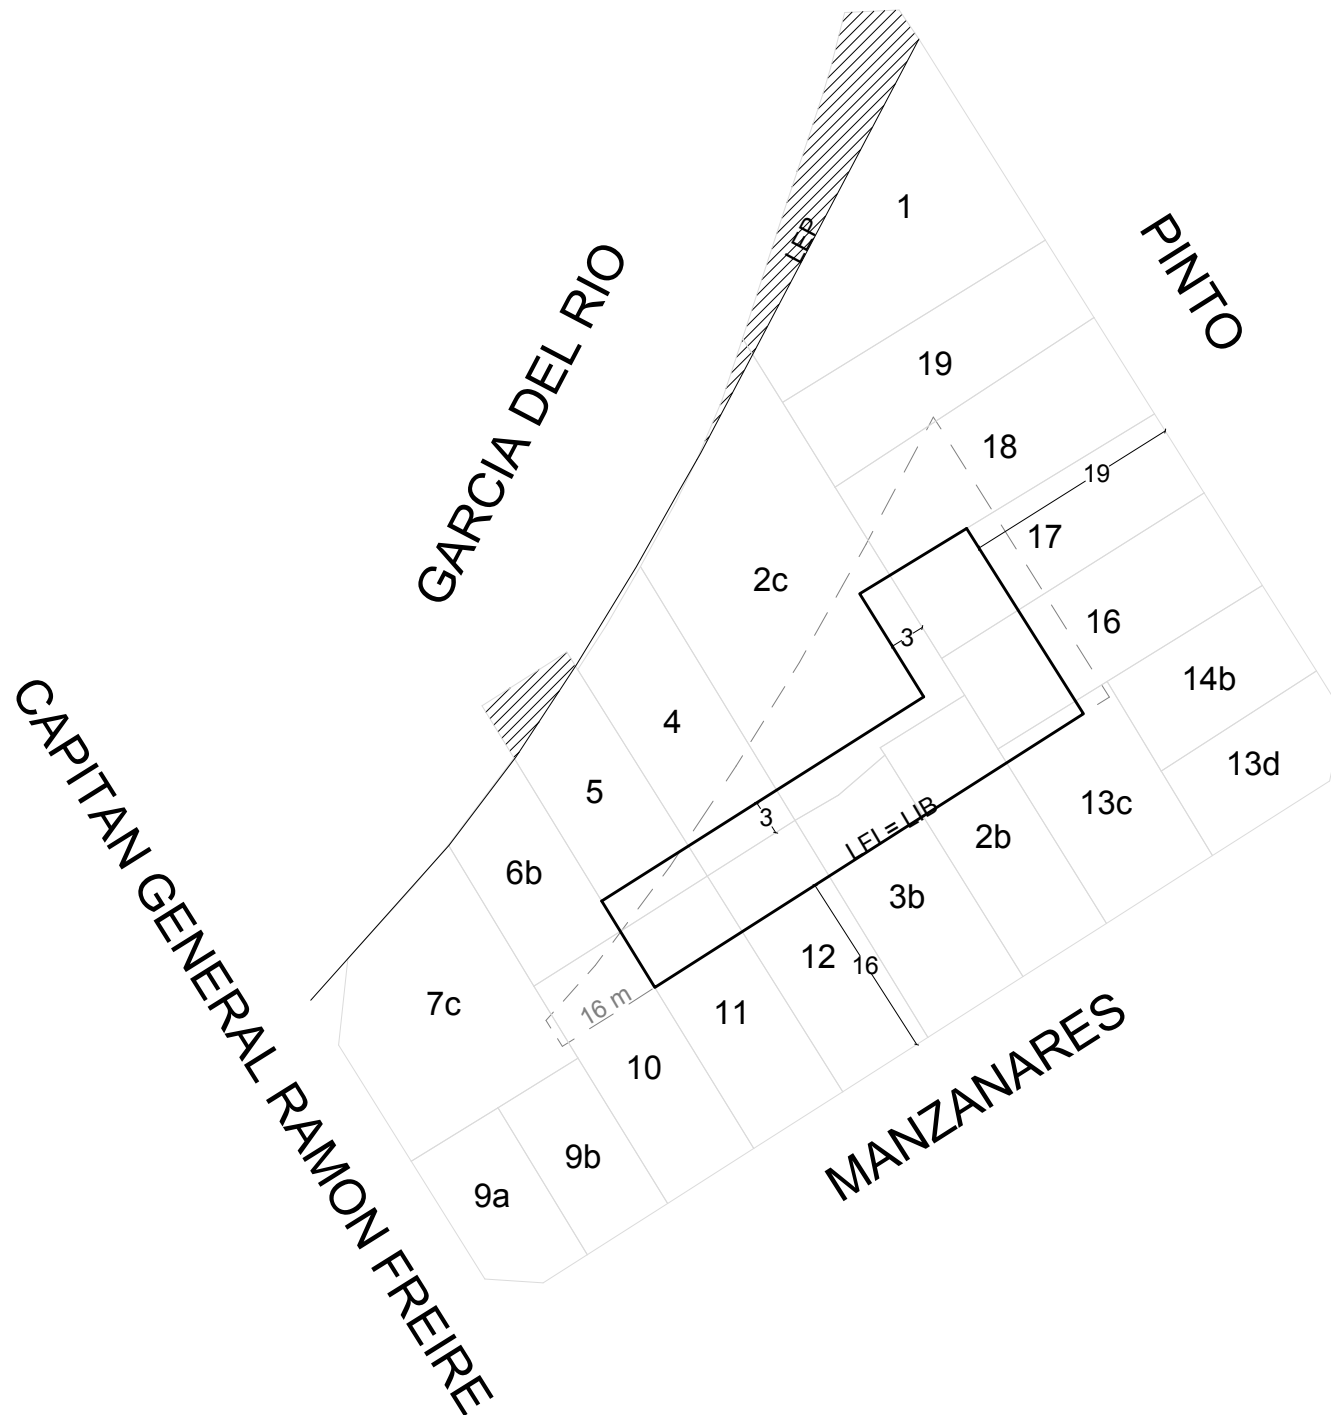 1
LEP
PINTO
GARCIA DEL RIO
19
18
19
17
2c
16
3
14b
4
13d
5
13c
3
LFI = LIB
2b
6b
3b
12
16
7c
16 m
11
10
CAPITAN GENERAL RAMON FREIRE
MANZANARES
9b
9a